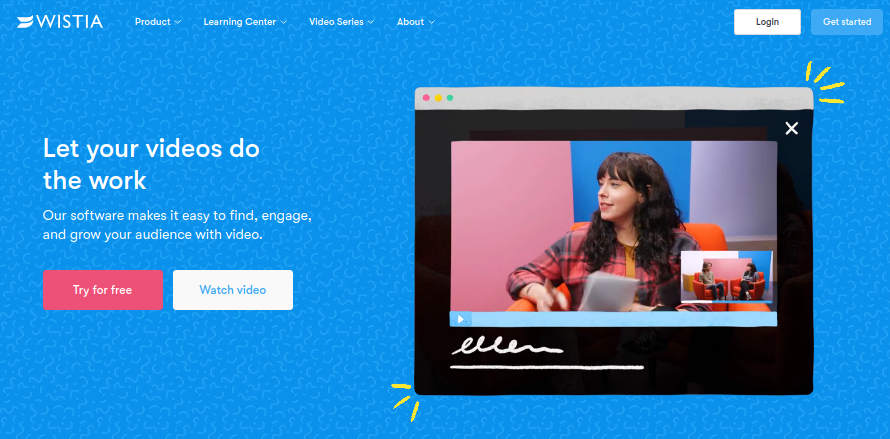 WISTIA
Product
Learning Center
Video Series
About
Login
Get started
Let your videos do
the work
Our software makes it easy to find, engage,
and grow your audience with video.
Try for free
Watch video